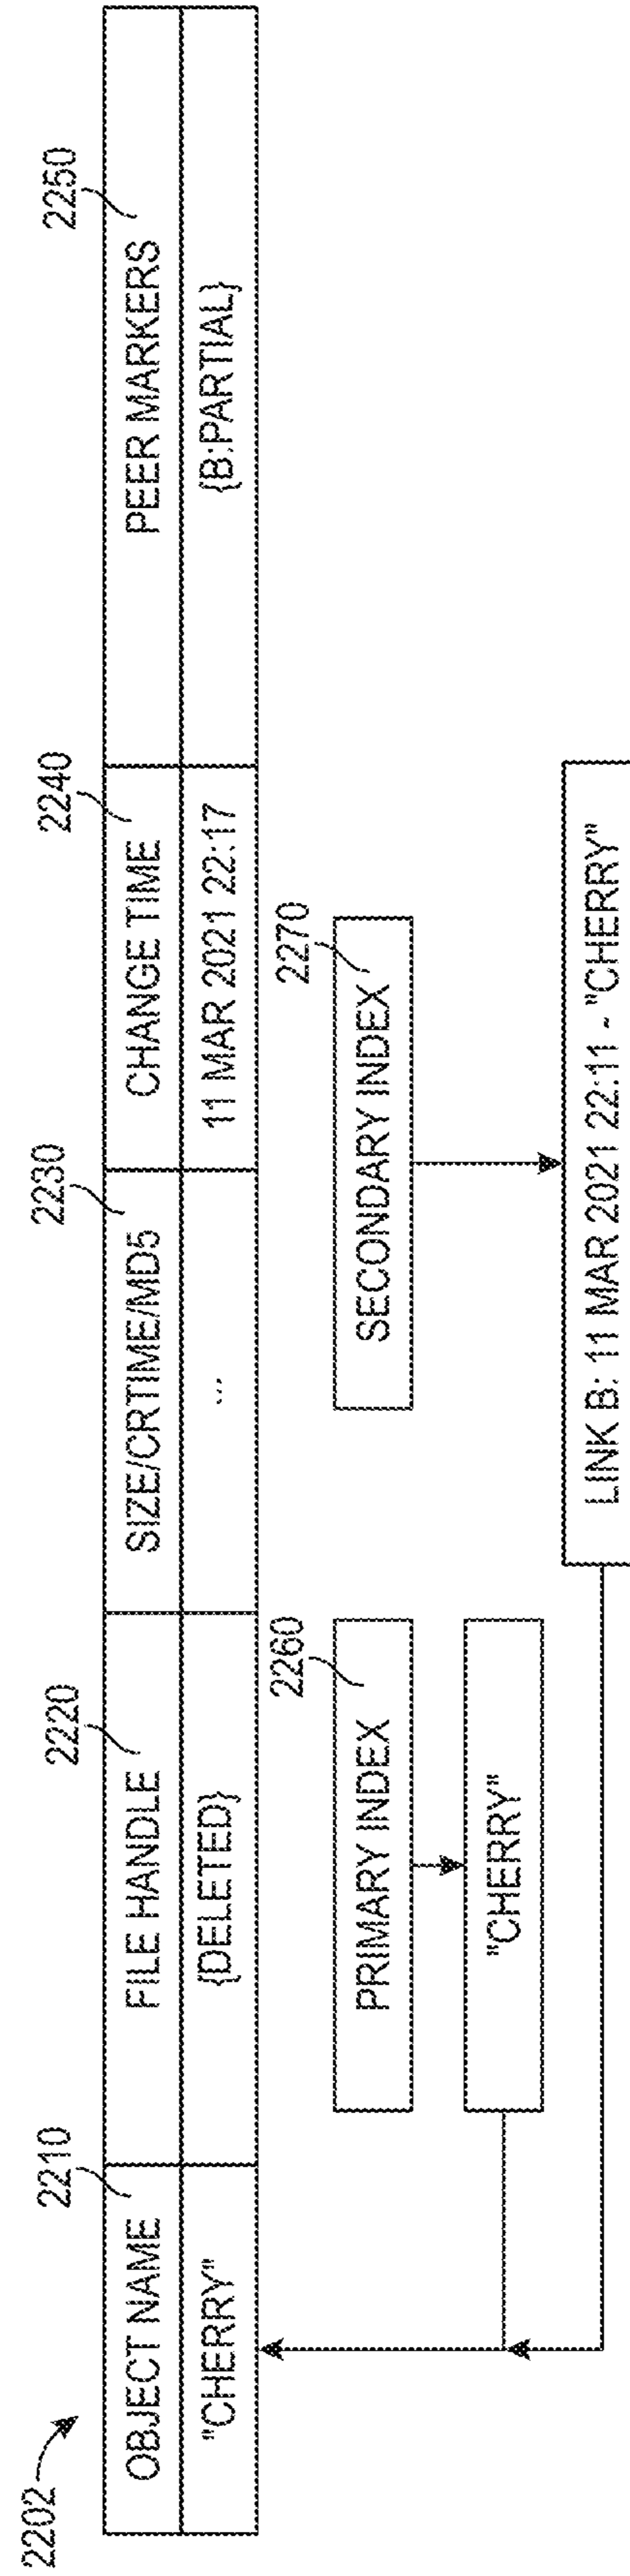 2202
2210
2220
2230
2240
2250
OBJECT NAME
FILE HANDLE
SIZE/CRTIME/MD5
CHANGE TIME
PEER MARKERS
"CHERRY"
{DELETED}
...
11 MAR 2021 22:17
{B:PARTIAL}
2260
2270
PRIMARY INDEX
SECONDARY INDEX
"CHERRY"
LINK B: 11 MAR 2021 22:11 - "CHERRY"